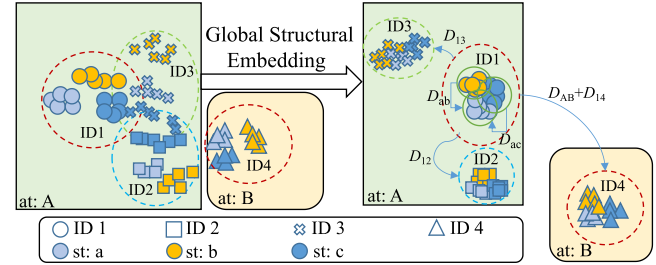 Global Structural
Embedding
ID3
ID1
ID2
at: A
ID4
at: B
ID3
D13
ID1
Dab
Dac
D12
ID2
at: A
DAB+D14
ID4
at: B
ID 1
ID 2
ID 3
ID 4
st: a
st: b
st: c